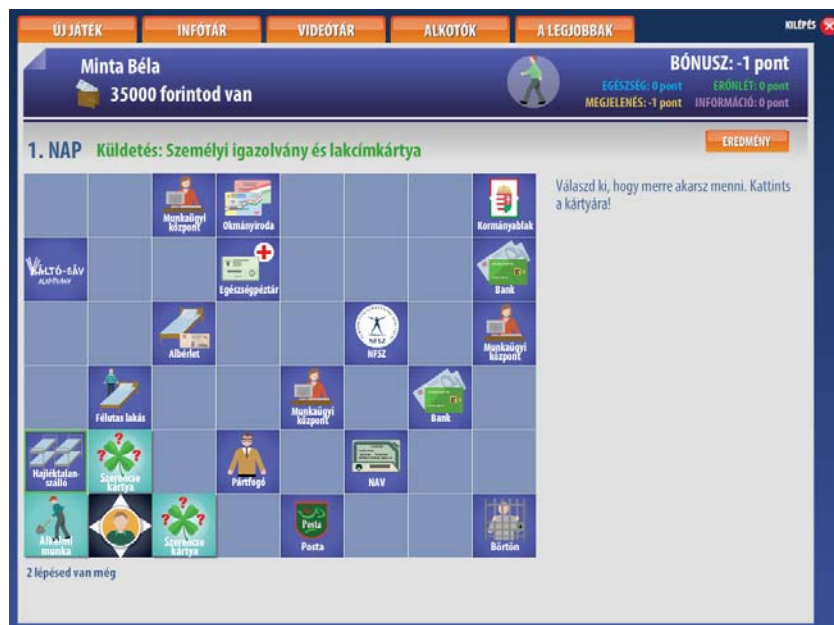 ÚJ JÁTÉK
INFÓTÁR
VIDEÓTÁR
ALKOTÓK
A LEGJOBBAK
KILÉPÉS
Minta Béla
35000 forintod van
BÓNUSZ: -1 pont
EGÉSZSÉG: 0 pont
ERŐNLÉT: 0 pont
MEGJELENÉS: -1 pont
INFORMÁCIÓ: 0 pont
1. NAP
Küldetés: Személyi igazolvány és lakcímkártya
EREDMÉNY
Válaszd ki, hogy merre akarsz menni. Kattints
a kártyára!
Munkaügyi
központ
Okmányiroda
Kormányablak
VÁLTÓ-SÁV
ALAPÍTVÁNY
Egészségpéztár
Bank
Albérlet
NFSZ
NFSZ
Munkaügyi
központ
Félutas lakás
Munkaügyi
központ
Bank
Hajléktalan-
szálló
Szerencse
kártya
Pártfogó
NAV
Alkalmi
munka
Szerencse
kártya
Posta
Posta
Börtön
2 lépésed van még